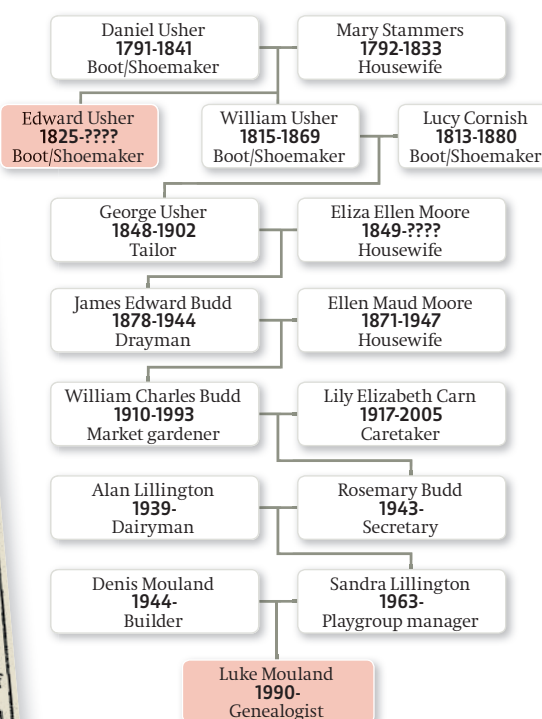 Daniel Usher
1791-1841
Boot/Shoemaker
Mary Stammers
1792-1833
Housewife
Edward Usher
1825-????
Boot/Shoemaker
William Usher
1815-1869
Boot/Shoemaker
Lucy Cornish
1813-1880
Boot/Shoemaker
George Usher
1848-1902
Tailor
Eliza Ellen Moore
1849-????
Housewife
James Edward Budd
1878-1944
Drayman
Ellen Maud Moore
1871-1947
Housewife
William Charles Budd
1910-1993
Market gardener
Lily Elizabeth Carn
1917-2005
Caretaker
Alan Lillington
1939-
Dairyman
Rosemary Budd
1943-
Secretary
Denis Mouland
1944-
Builder
Sandra Lillington
1963-
Playgroup manager
Luke Mouland
1990-
Genealogist